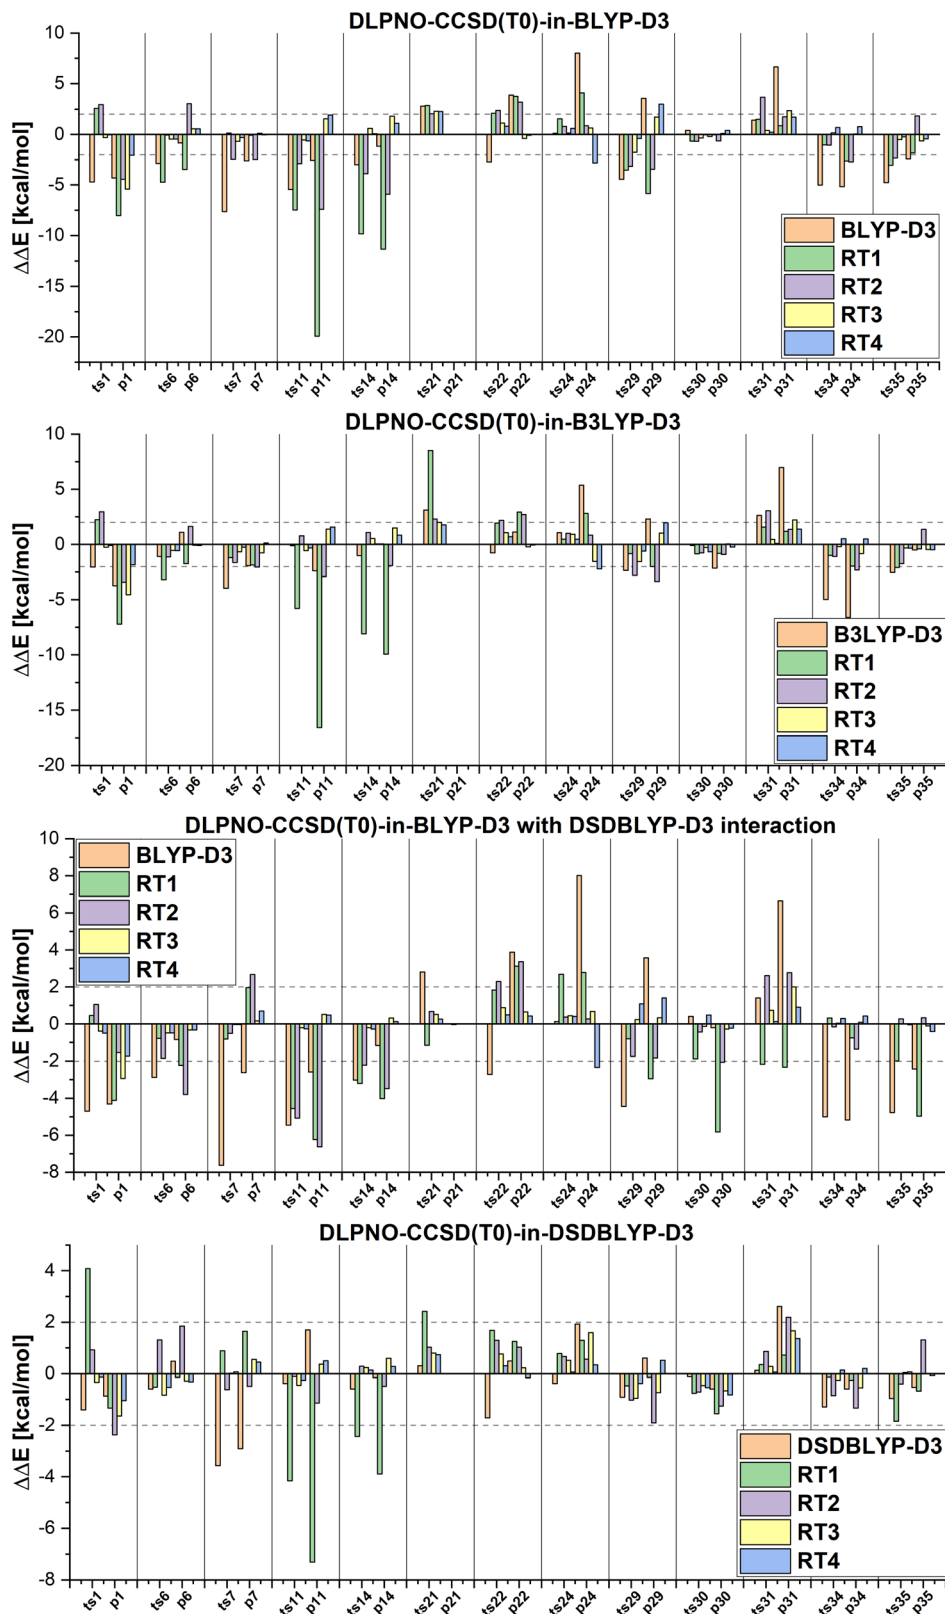 DLPNO-CCSD(T0)-in-BLYP-D3
ΔΔE [kcal/mol]
10
5
0
-5
-10
-15
-20
BLYP-D3
RT1
RT2
RT3
RT4
ts1 p1 ts6 p6 ts7 p7 ts11 p11 ts14 p14 ts21 p21 ts22 p22 ts24 p24 ts29 p29 ts30 p30 ts31 p31 ts34 p34 ts35 p35
DLPNO-CCSD(T0)-in-B3LYP-D3
ΔΔE [kcal/mol]
10
5
0
-5
-10
-15
-20
B3LYP-D3
RT1
RT2
RT3
RT4
ts1 p1 ts6 p6 ts7 p7 ts11 p11 ts14 p14 ts21 p21 ts22 p22 ts24 p24 ts29 p29 ts30 p30 ts31 p31 ts34 p34 ts35 p35
DLPNO-CCSD(T0)-in-BLYP-D3 with DSDBLYP-D3 interaction
ΔΔE [kcal/mol]
10
8
6
4
2
0
-2
-4
-6
-8
BLYP-D3
RT1
RT2
RT3
RT4
ts1 p1 ts6 p6 ts7 p7 ts11 p11 ts14 p14 ts21 p21 ts22 p22 ts24 p24 ts29 p29 ts30 p30 ts31 p31 ts34 p34 ts35 p35
DLPNO-CCSD(T0)-in-DSDBLYP-D3
ΔΔE [kcal/mol]
4
2
0
-2
-4
-6
-8
DSDBLYP-D3
RT1
RT2
RT3
RT4
ts1 p1 ts6 p6 ts7 p7 ts11 p11 ts14 p14 ts21 p21 ts22 p22 ts24 p24 ts29 p29 ts30 p30 ts31 p31 ts34 p34 ts35 p35